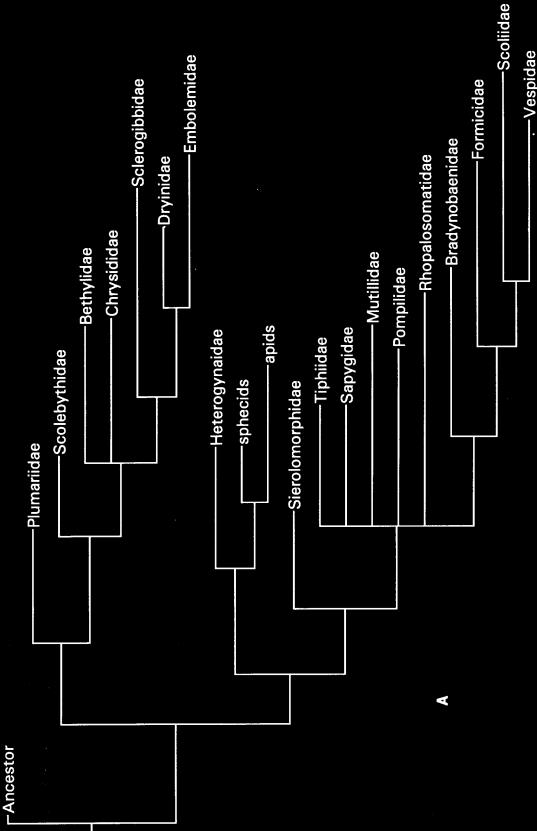 Ancestor
Plumariidae
Scolebythidae
Bethylidae
Chrysididae
Sclerogibbidae
Dryinidae
Embolemidae
Heterogynaidae
sphecids
apids
Sierolomorphidae
Tiphiidae
Sapygidae
Mutillidae
Pompilidae
Rhopalosomatidae
Bradynobaenidae
Formicidae
Scoliidae
Vespidae
A